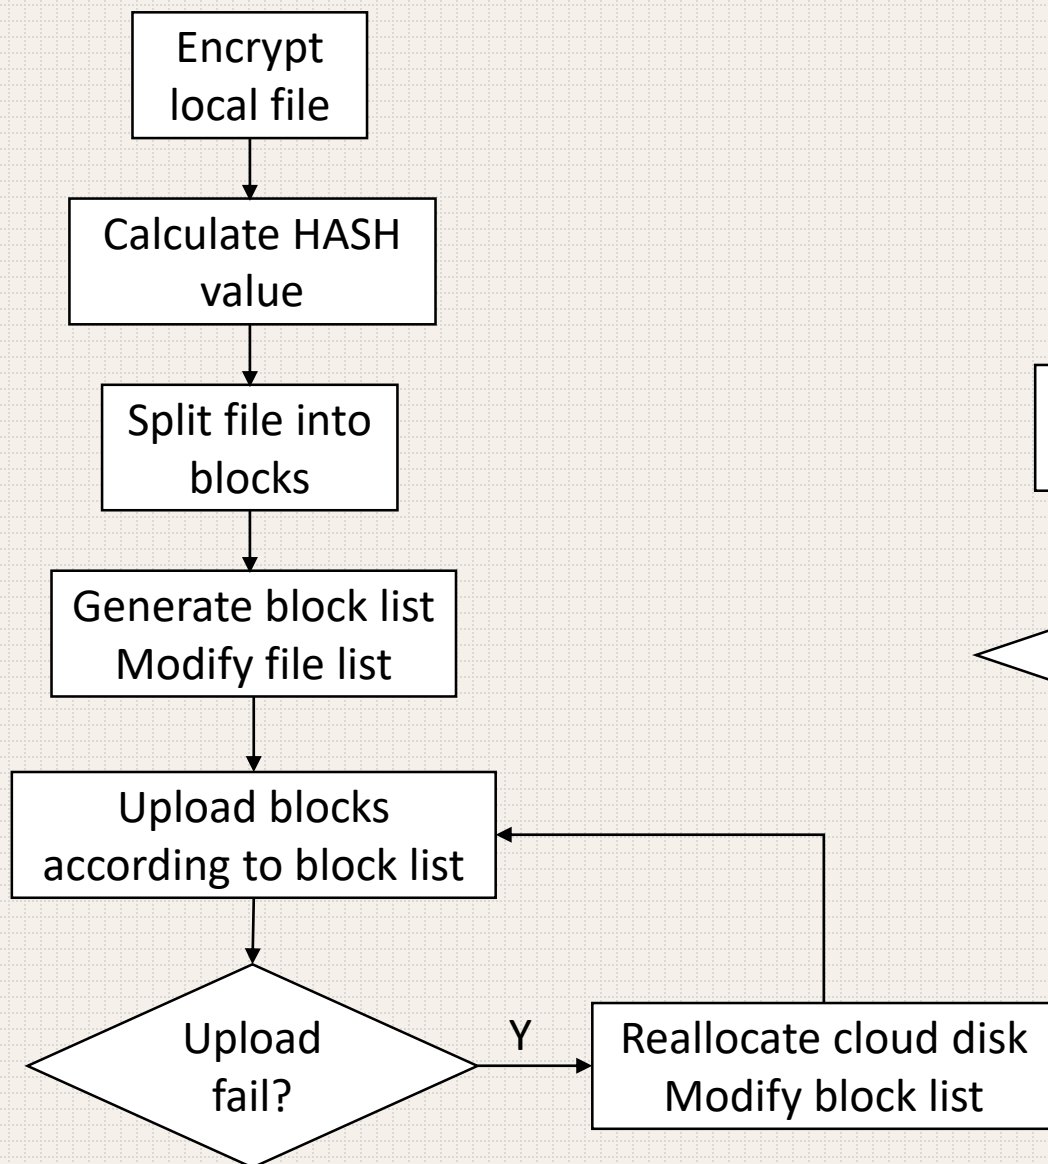 Encrypt
local file
Calculate HASH
value
Split file into
blocks
Generate block list
Modify file list
Upload blocks
according to block list
Upload
fail?
Y
Reallocate cloud disk
Modify block list